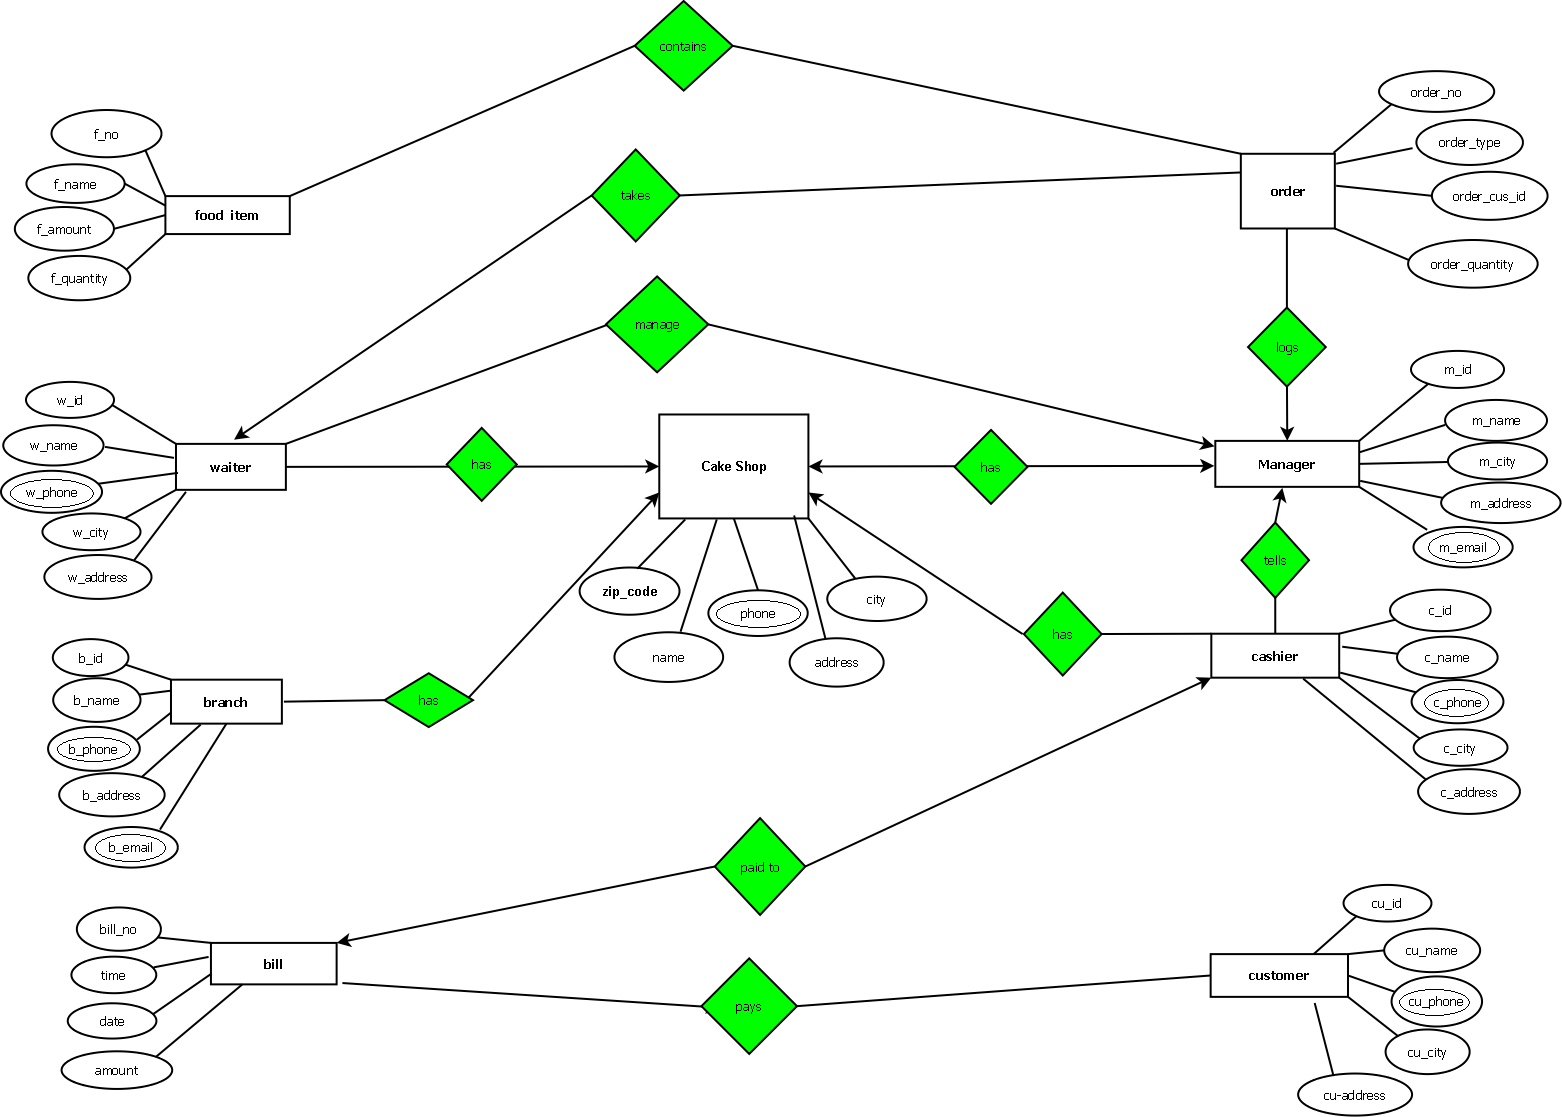 contains
order_no
f_no
order_type
f_name
takes
order
order_cus_id
food item
f_amount
order_quantity
f_quantity
manage
logs
m_id
w_id
m_name
w_name
has
Cake Shop
has
Manager
m_city
waiter
w_phone
m_address
w_city
m_email
w_address
tells
zip_code
phone
city
c_id
name
address
has
cashier
c_name
b_id
b_name
branch
has
c_phone
b_phone
c_city
b_address
c_address
b_email
paid to
cu_id
bill_no
cu_name
bill
customer
time
cu_phone
date
pays
cu_city
amount
cu-address